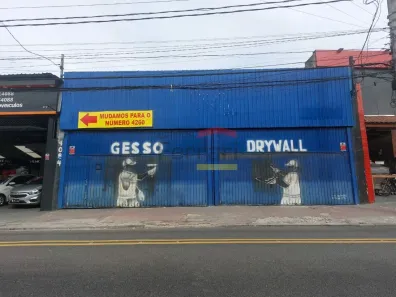 MUDAMOS PARA O
NÚMERO 4260
GESSO
DRYWALL